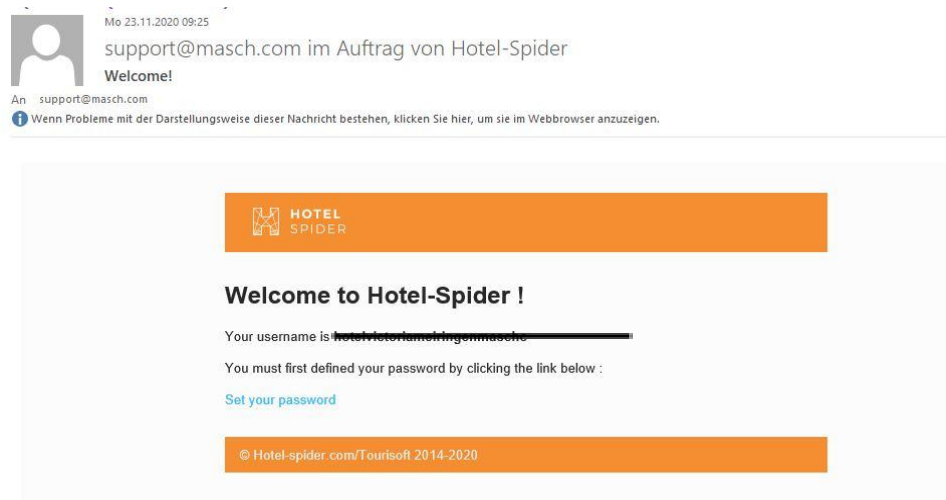 Mo 23.11.2020 09:25
support@masch.com im Auftrag von Hotel-Spider
Welcome!
An support@masch.com
Wenn Probleme mit der Darstellungsweise dieser Nachricht bestehen, klicken Sie hier, um sie im Webbrowser anzuzeigen.
HOTEL
SPIDER
Welcome to Hotel-Spider !
Your username is
You must first defined your password by clicking the link below :
Set your password
© Hotel-spider.com/Tourisoft 2014-2020